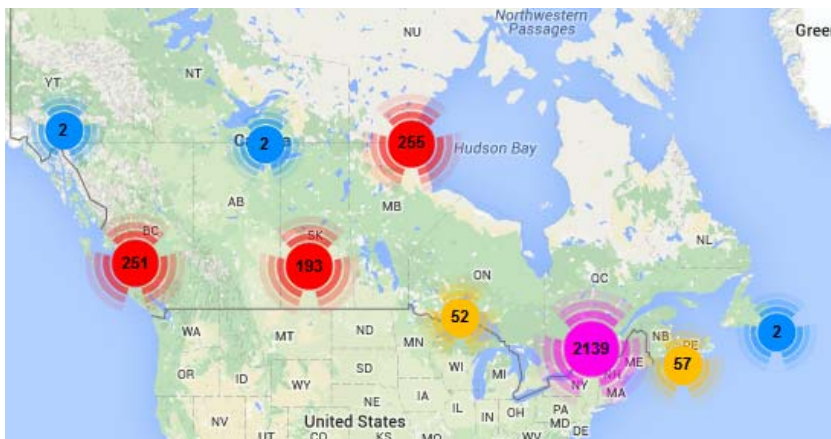 Northwestern
Passages
NU
Gree
NT
YT
2
2
255
Hudson Bay
AB
MB
BC
SK
NL
251
193
ON
QC
52
2139
2
WA
MT
ND
MN
NB
PE
ME
57
OR
ID
SD
WI
MI
NY
NH
WY
MA
IA
NE
IL
IN
OH
PA
MD
NV
United States
DE
UT
CO
KS
MO
WV